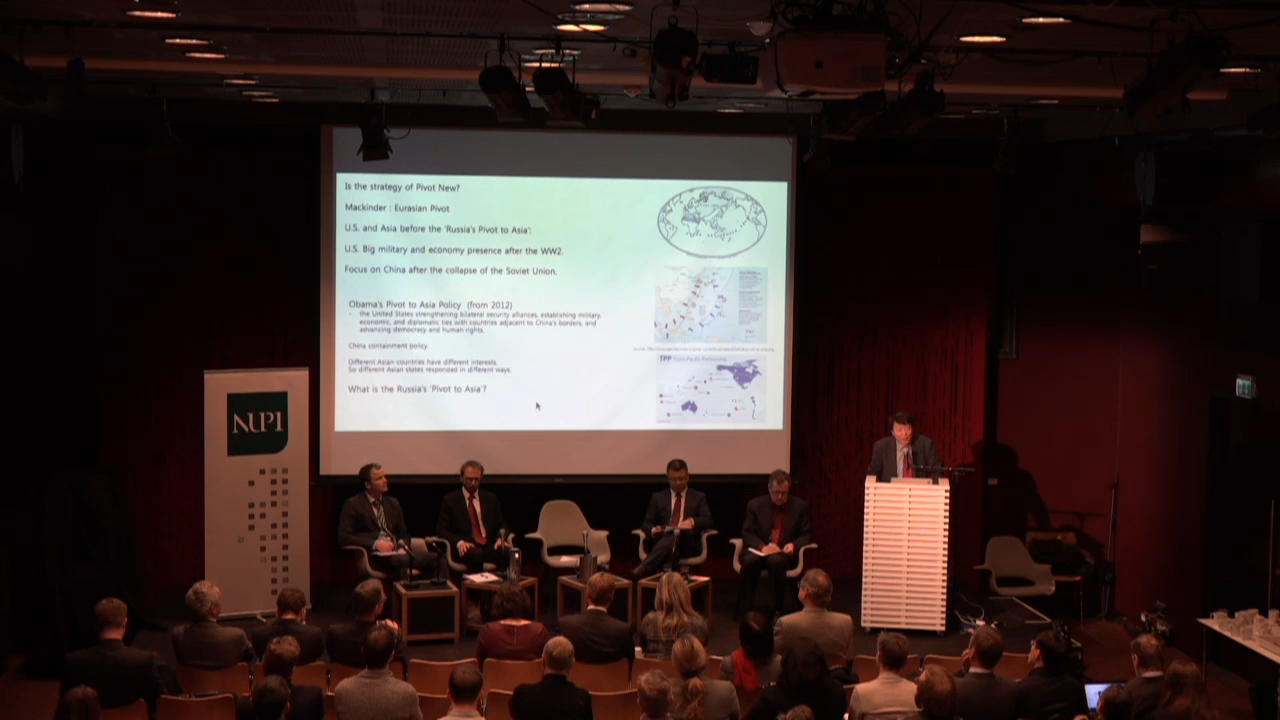 Is the strategy of Pivot New?
Mackinder : Eurasian Pivot
U.S. and Asia before the 'Russia's Pivot to Asia':
U.S. Big military and economy presence after the WW2.
Focus on China after the collapse of the Soviet Union.
Obama's Pivot to Asia Policy (from 2012)
- the United States strengthening bilateral security alliances, establishing military,
economic, and diplomatic ties with countries adjacent to China's borders, and
advancing democracy and human rights.
China containment policy.
Different Asian countries have different interests.
So different Asian states responded in different ways.
What is the Russia's 'Pivot to Asia'?
TPP Trans-Pacific Partnership
NUPI